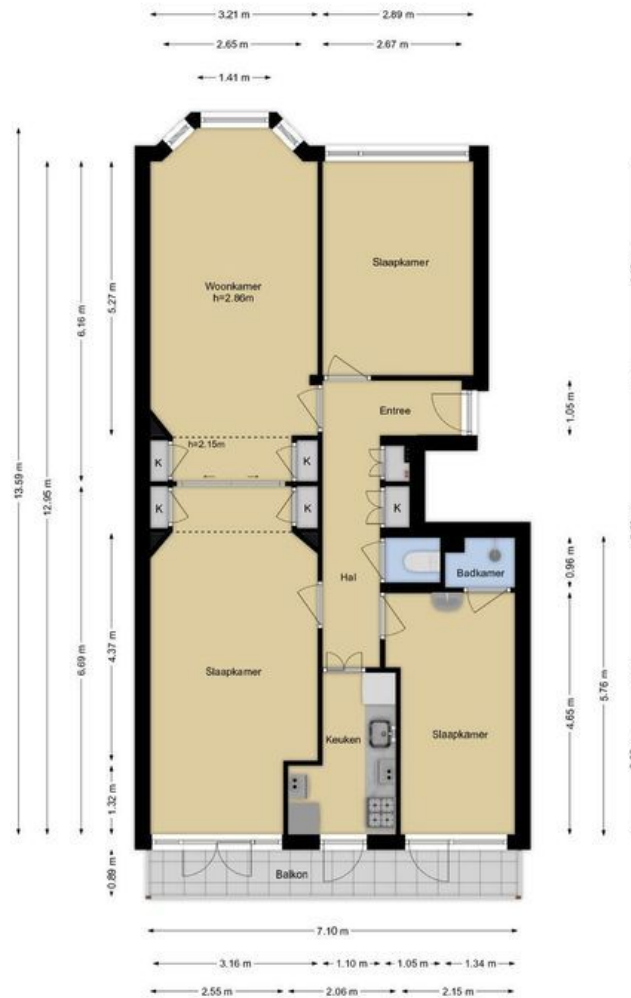 3.21 m
2.89 m
2.65 m
2.67 m
1.41 m
13.59 m
12.95 m
6.16 m
5.27 m
Woonkamer
h=2.86m
Slaapkamer
Entree
1.05 m
h=2.15m
K
K
K
K
K
6.69 m
4.37 m
1.32 m
0.89 m
Hal
Badkamer
0.96 m
5.76 m
4.65 m
Slaapkamer
Keuken
Slaapkamer
Balkon
7.10 m
3.16 m
1.10 m
1.05 m
1.34 m
2.55 m
2.06 m
2.15 m